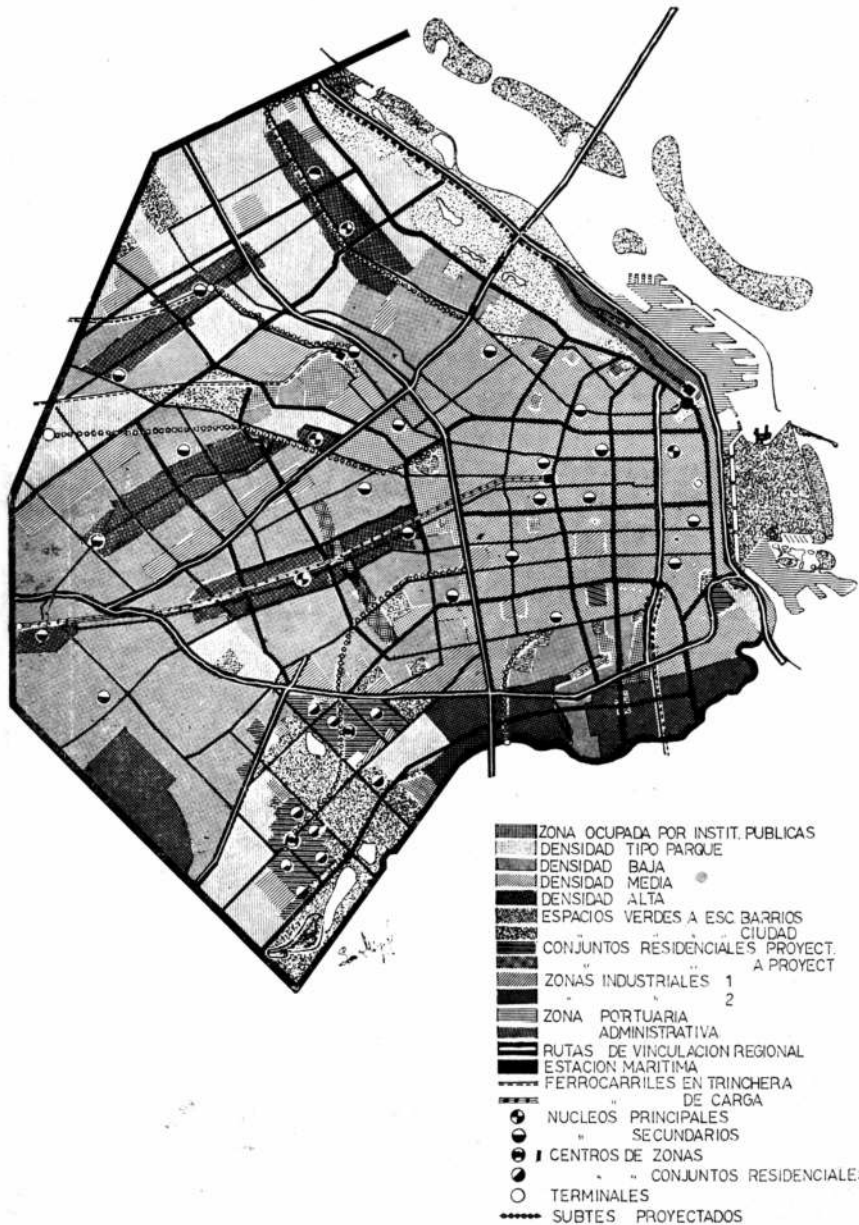 ZONA OCUPADA POR INSTIT. PUBLICAS
DENSIDAD TIPO PARQUE
DENSIDAD BAJA
DENSIDAD MEDIA
DENSIDAD ALTA
ESPACIOS VERDES A ESC. BARRIOS
" " " " CIUDAD
CONJUNTOS RESIDENCIALES PROYECT.
" " A PROYECT
ZONAS INDUSTRIALES 1
" " 2
ZONA PORTUARIA
ADMINISTRATIVA
RUTAS DE VINCULACION REGIONAL
ESTACION MARITIMA
FERROCARRILES EN TRINCHERA
" DE CARGA
NUCLEOS PRINCIPALES
" SECUNDARIOS
CENTROS DE ZONAS
" " CONJUNTOS RESIDENCIALES
TERMINALES
SUBTES PROYECTADOS